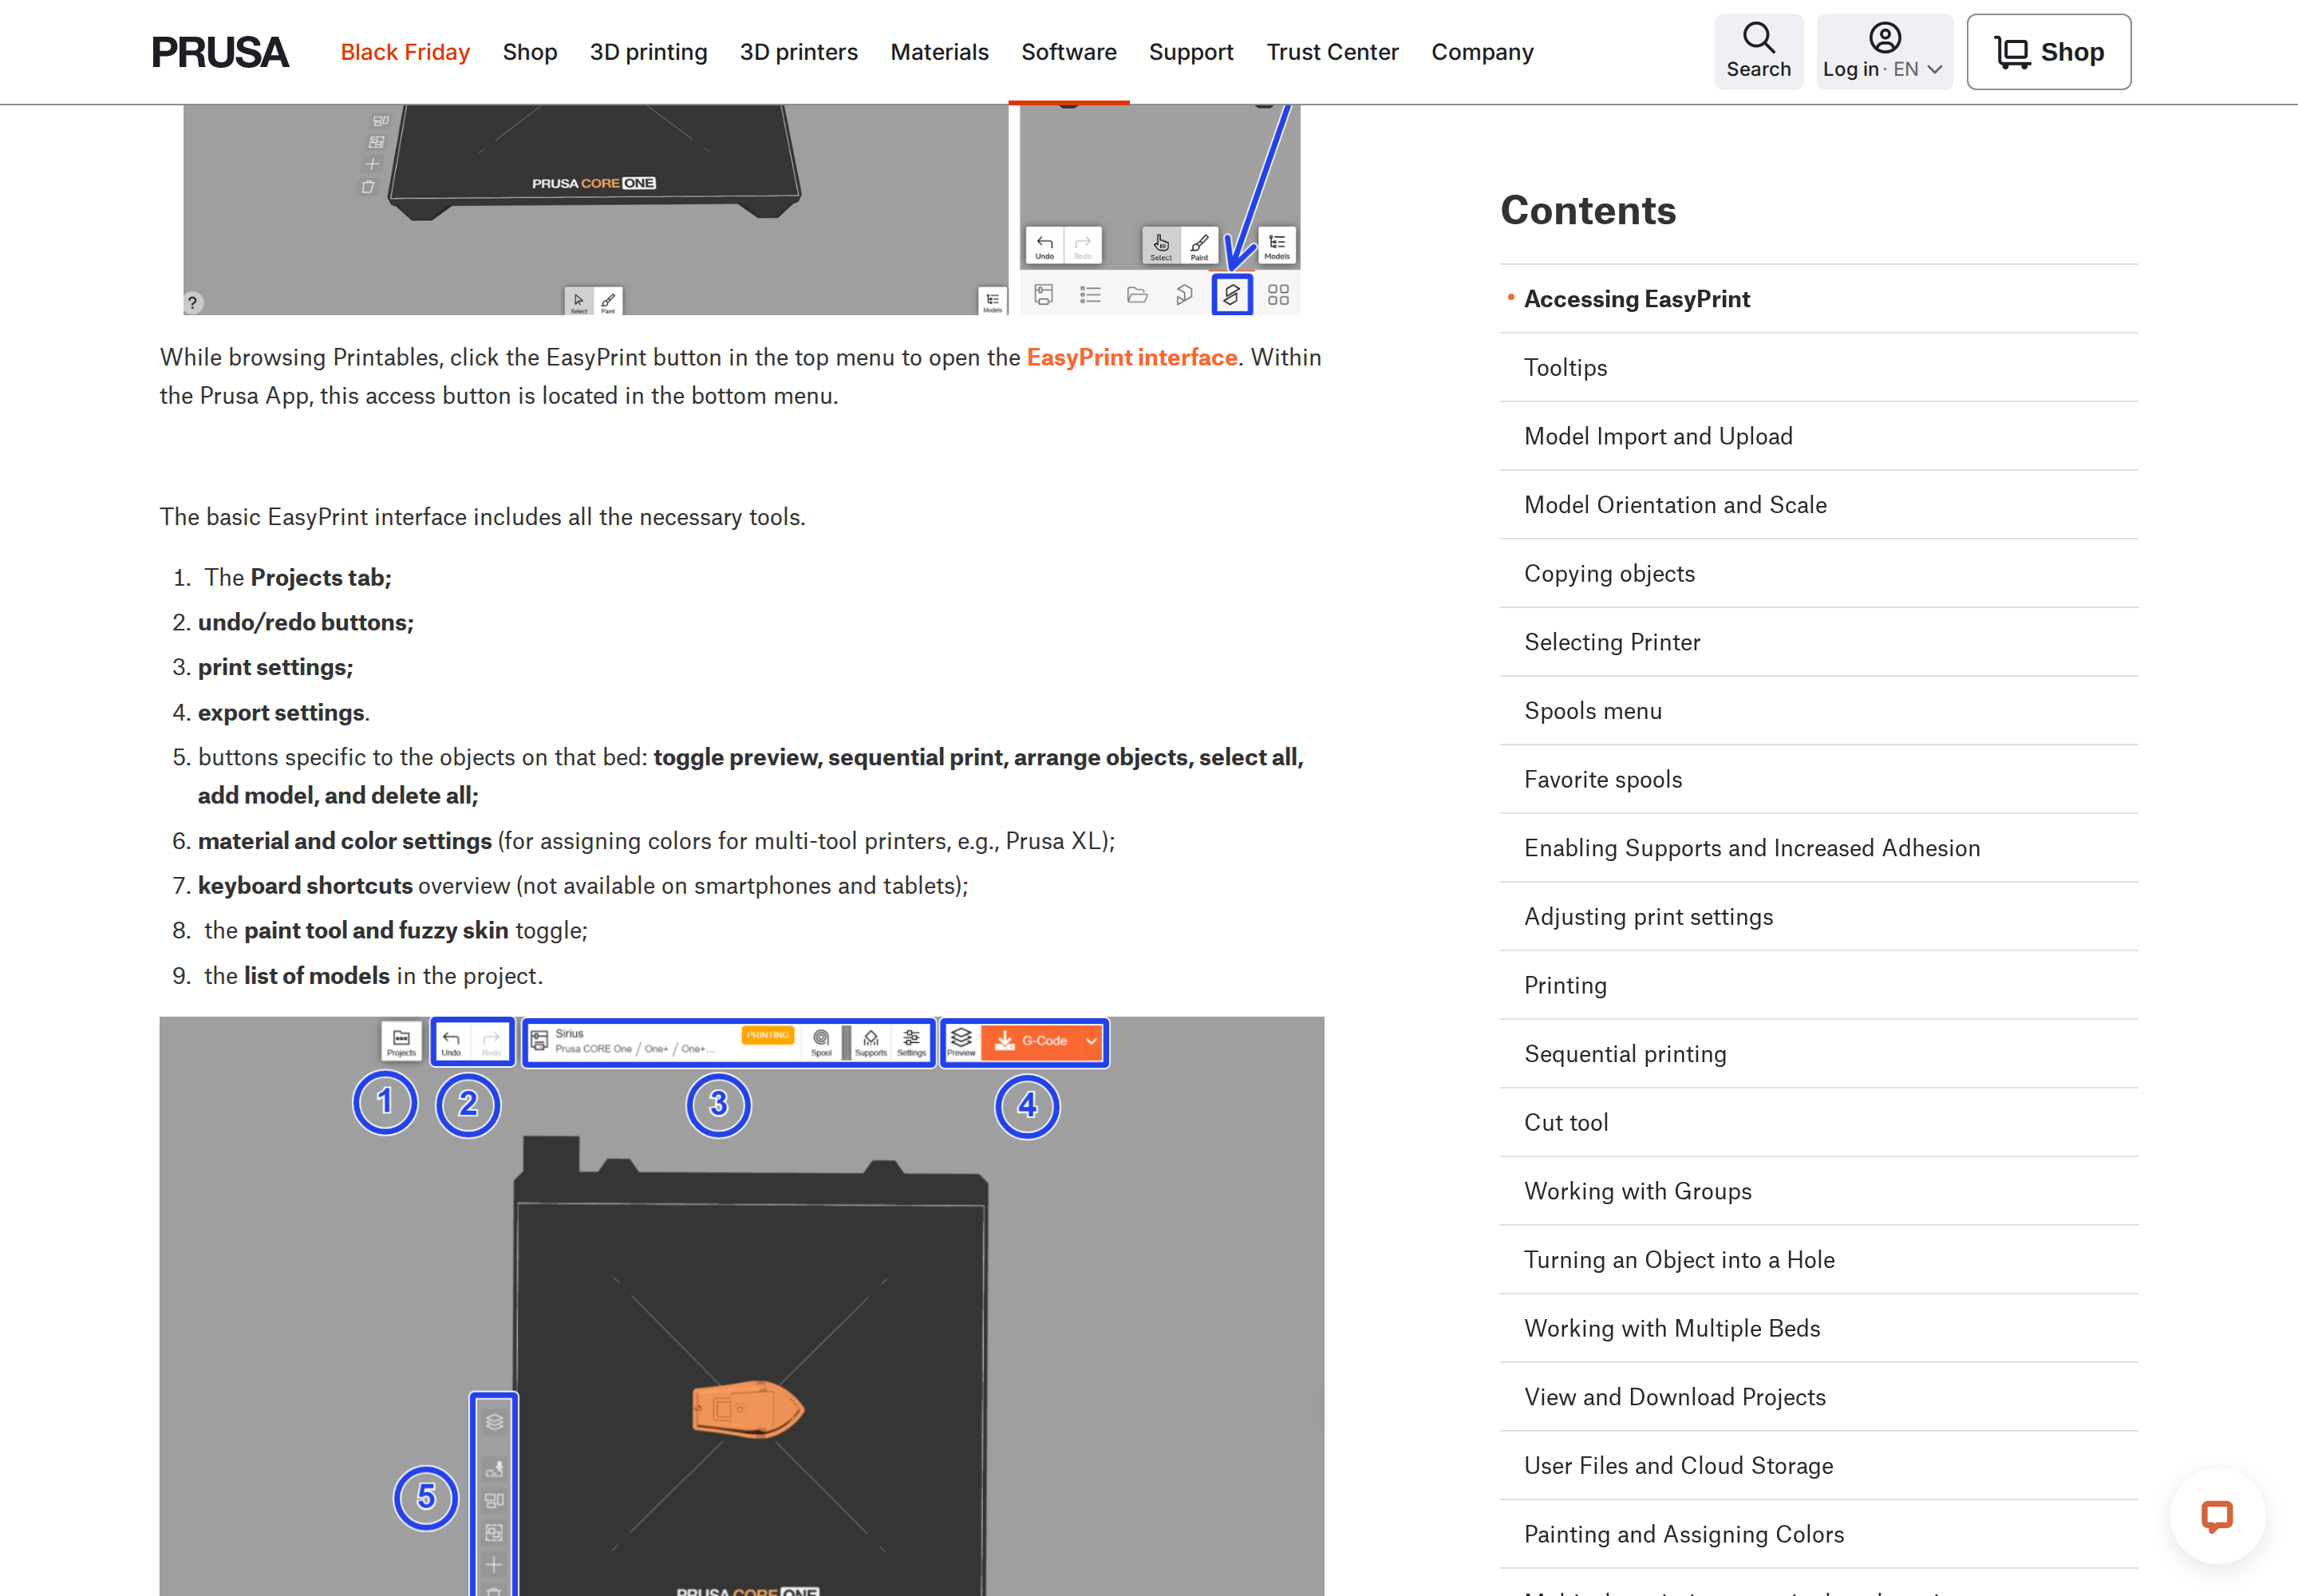 PRUSA
Black Friday
Shop
3D printing
3D printers
Materials
Software
Support
Trust Center
Company
Search
Log in · EN
Shop
PRUSA CORE ONE
?
Select
Paint
Models
Undo
Redo
Select
Paint
Models
While browsing Printables, click the EasyPrint button in the top menu to open the EasyPrint interface. Within
the Prusa App, this access button is located in the bottom menu.
The basic EasyPrint interface includes all the necessary tools.
1. The Projects tab;
2. undo/redo buttons;
3. print settings;
4. export settings.
5. buttons specific to the objects on that bed: toggle preview, sequential print, arrange objects, select all,
add model, and delete all;
6. material and color settings (for assigning colors for multi-tool printers, e.g., Prusa XL);
7. keyboard shortcuts overview (not available on smartphones and tablets);
8. the paint tool and fuzzy skin toggle;
9. the list of models in the project.
Projects
Undo
Redo
Sirius
Prusa CORE One / One+ / One+...
PRINTING
Spool
Supports
Settings
Preview
G-Code
1
2
3
4
5
PRUSA CORE ONE
Contents
Accessing EasyPrint
Tooltips
Model Import and Upload
Model Orientation and Scale
Copying objects
Selecting Printer
Spools menu
Favorite spools
Enabling Supports and Increased Adhesion
Adjusting print settings
Printing
Sequential printing
Cut tool
Working with Groups
Turning an Object into a Hole
Working with Multiple Beds
View and Download Projects
User Files and Cloud Storage
Painting and Assigning Colors